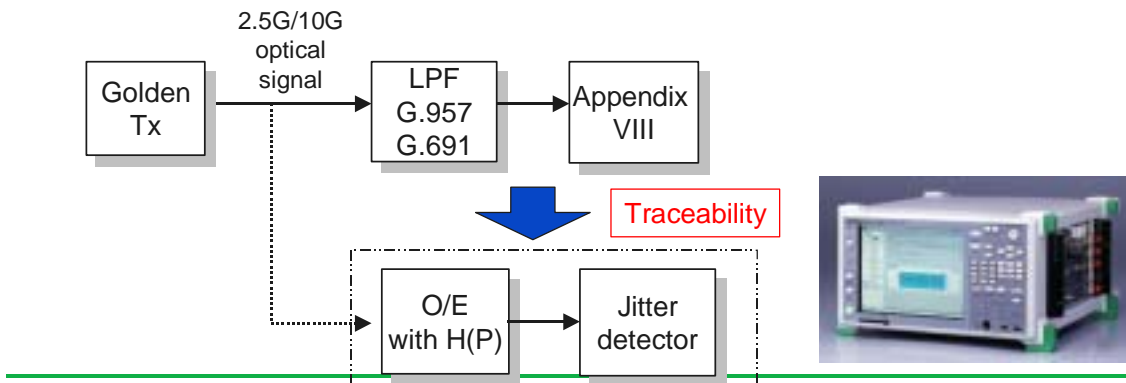 2.5G/10G
optical
signal
Golden
Tx
LPF
G.957
G.691
Appendix
VIII
Traceability
O/E
with H(P)
Jitter
detector